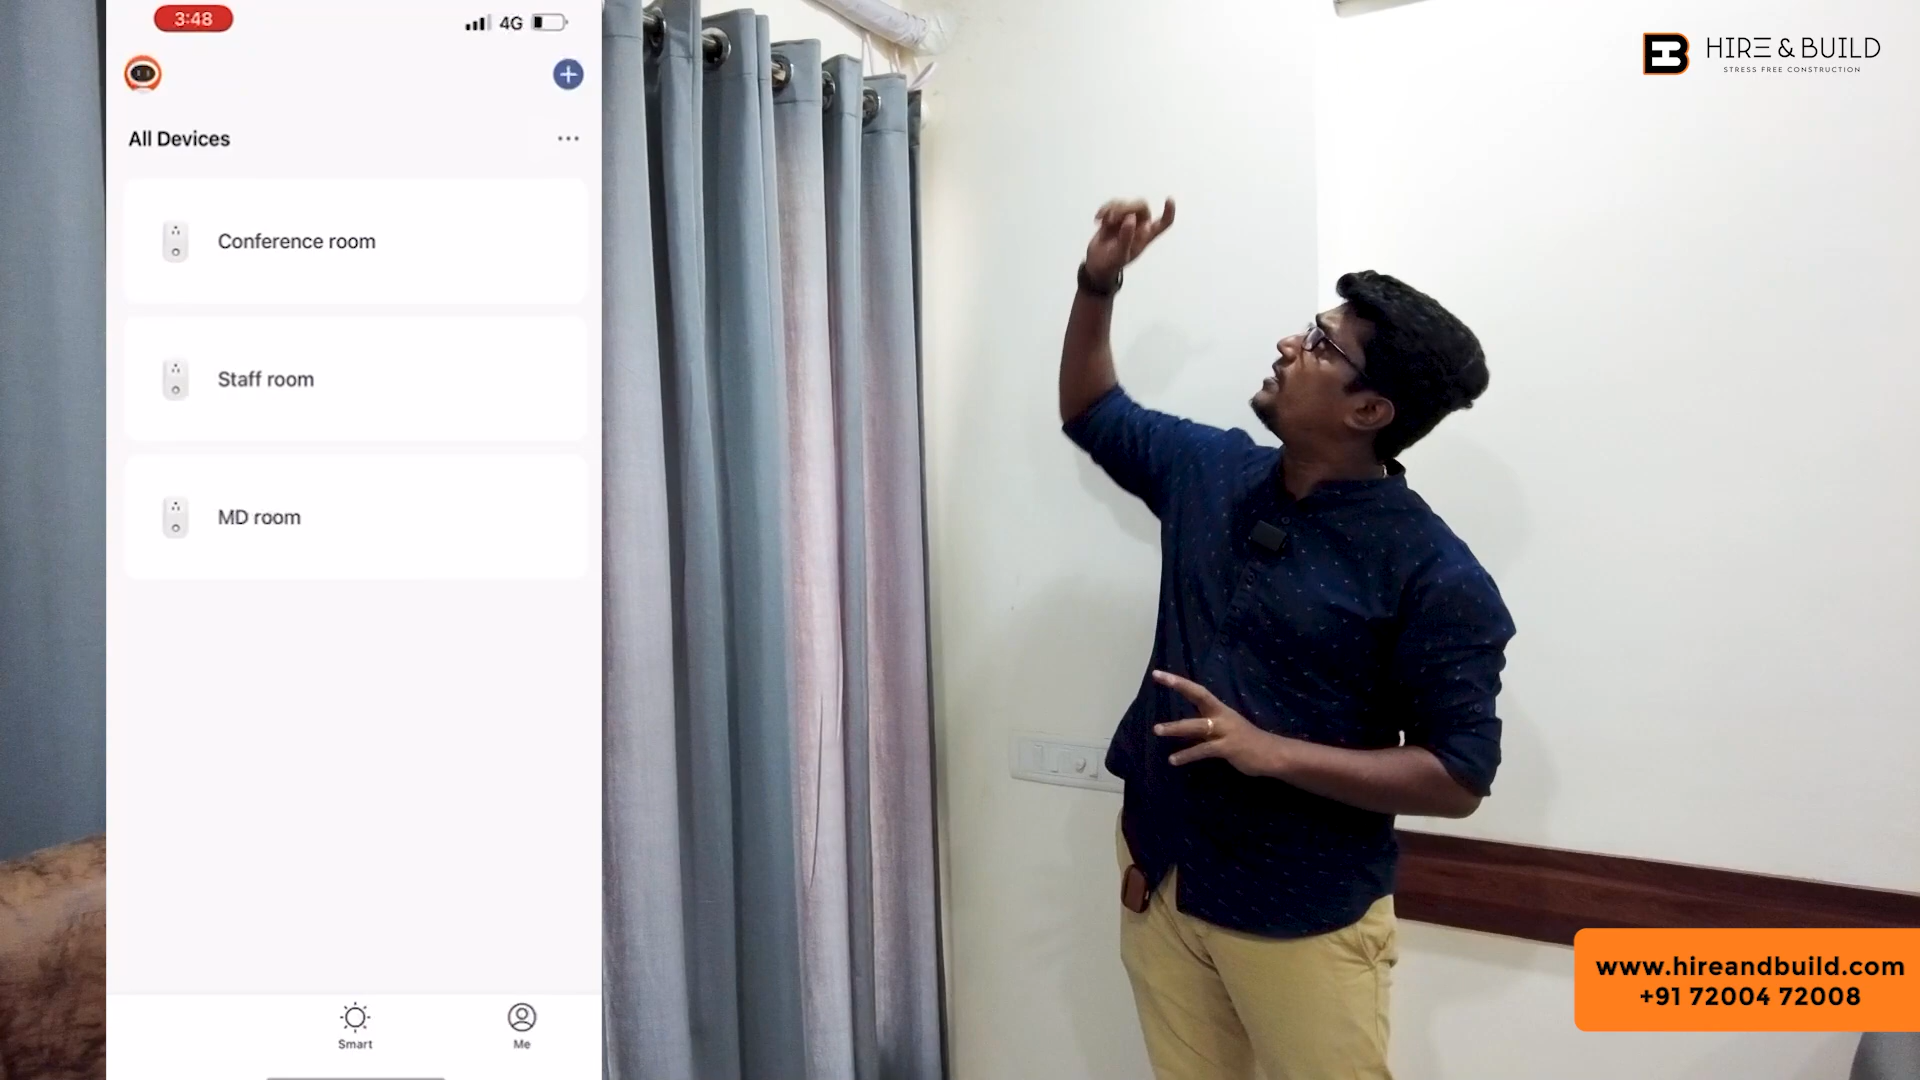 3:48
4G
All Devices
Conference room
Staff room
MD room
Smart
Me
HIRE & BUILD
STRESS FREE CONSTRUCTION
www.hireandbuild.com
+91 72004 72008